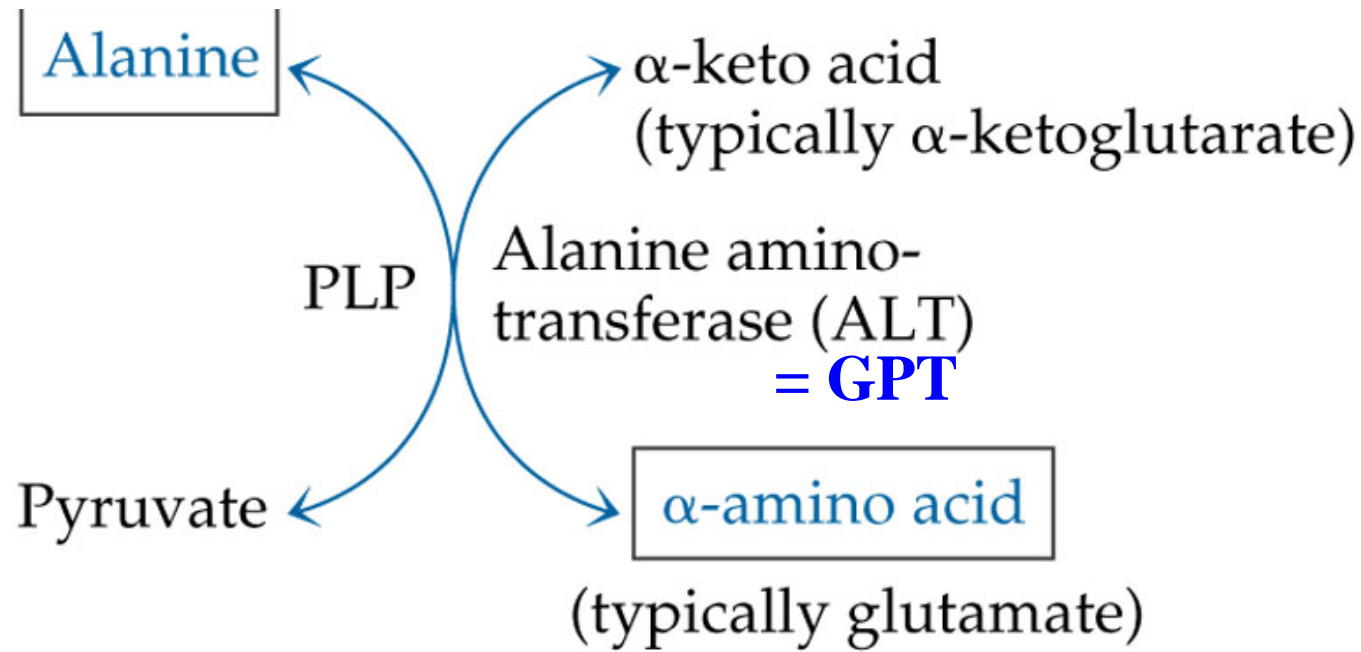 Alanine
α-keto acid
(typically α-ketoglutarate)
PLP
Alanine amino-
transferase (ALT)
= GPT
Pyruvate
α-amino acid
(typically glutamate)